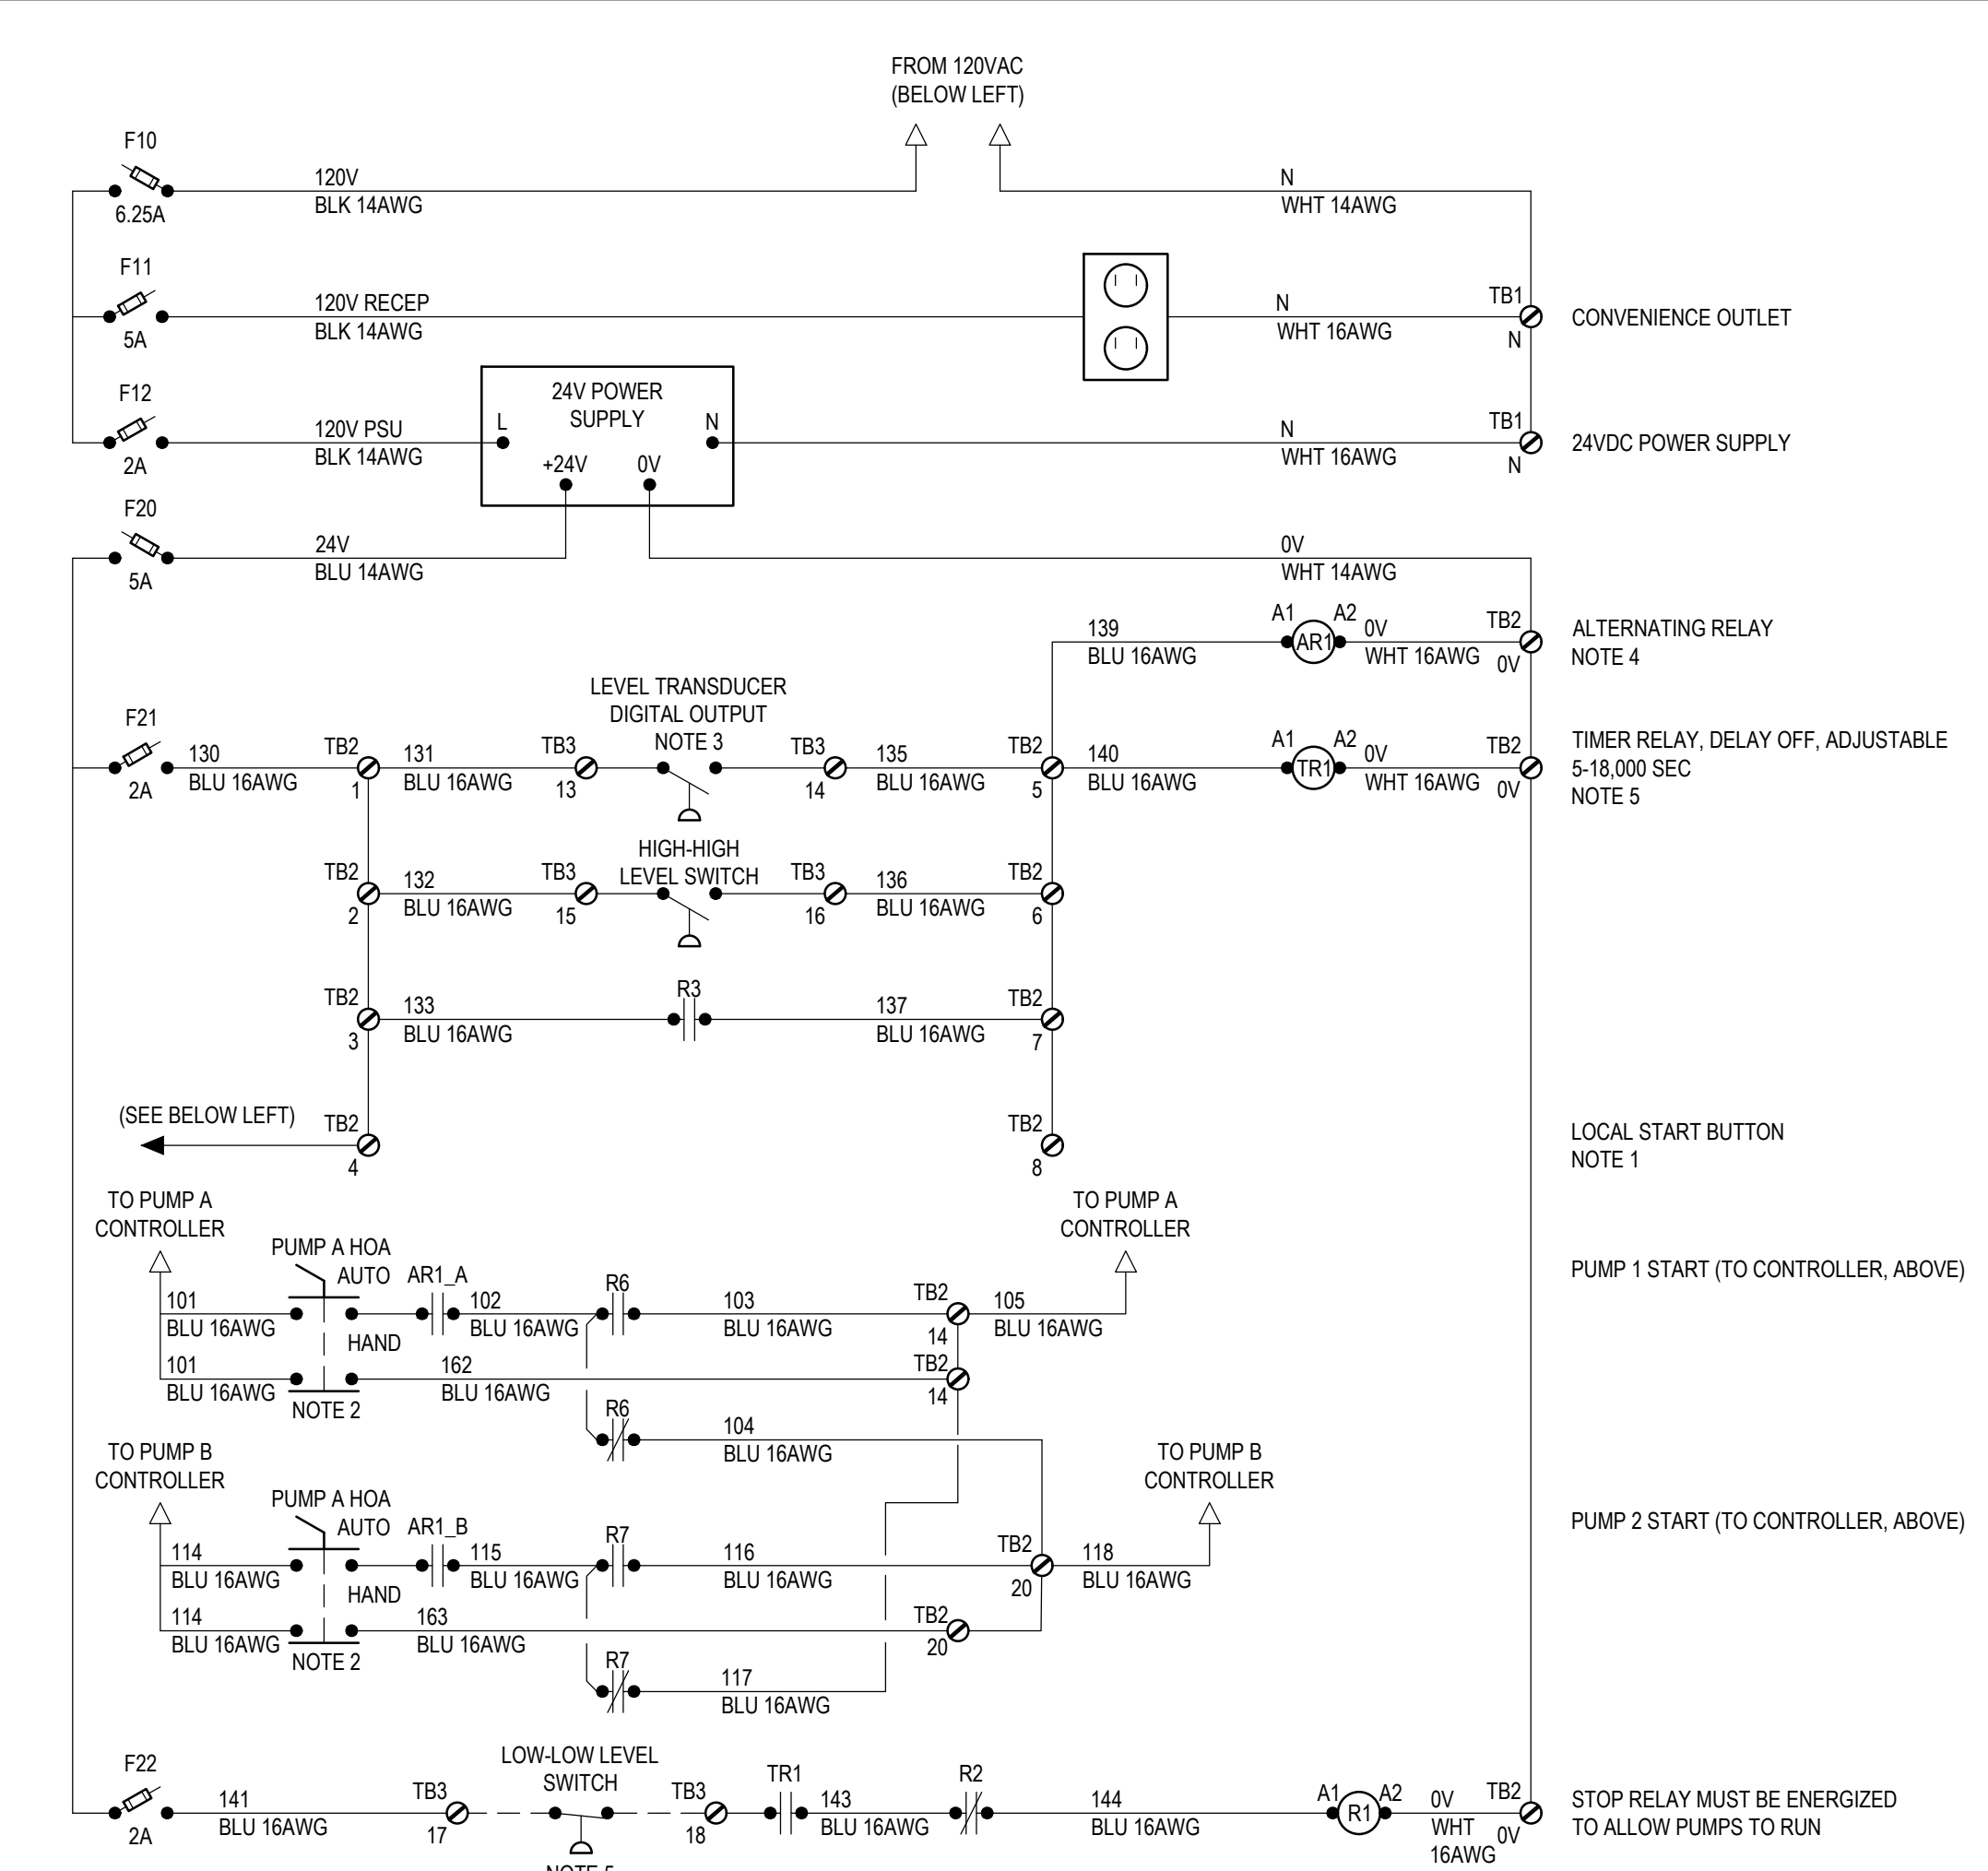 FROM 120VAC
(BELOW LEFT)
F10
6.25A
120V
BLK 14AWG
N
WHT 14AWG
F11
5A
120V RECEP
BLK 14AWG
N
WHT 16AWG
TB1
N
CONVENIENCE OUTLET
F12
2A
120V PSU
BLK 14AWG
24V POWER
SUPPLY
L
N
+24V
0V
N
WHT 16AWG
TB1
N
24VDC POWER SUPPLY
F20
5A
24V
BLU 14AWG
0V
WHT 14AWG
139
BLU 16AWG
A1
AR1
A2
0V
WHT 16AWG
TB2
0V
ALTERNATING RELAY
NOTE 4
F21
2A
130
BLU 16AWG
TB2
1
131
BLU 16AWG
TB3
13
LEVEL TRANSDUCER
DIGITAL OUTPUT
NOTE 3
TB3
14
135
BLU 16AWG
TB2
5
140
BLU 16AWG
A1
TR1
A2
0V
WHT 16AWG
TB2
0V
TIMER RELAY, DELAY OFF, ADJUSTABLE
5-18,000 SEC
NOTE 5
TB2
2
132
BLU 16AWG
TB3
15
HIGH-HIGH
LEVEL SWITCH
TB3
16
136
BLU 16AWG
TB2
6
TB2
3
133
BLU 16AWG
R3
137
BLU 16AWG
TB2
7
(SEE BELOW LEFT)
TB2
4
TB2
8
LOCAL START BUTTON
NOTE 1
TO PUMP A
CONTROLLER
PUMP A HOA
AUTO
HAND
AR1_A
101
BLU 16AWG
102
BLU 16AWG
R6
103
BLU 16AWG
TB2
14
105
BLU 16AWG
TO PUMP A
CONTROLLER
PUMP 1 START (TO CONTROLLER, ABOVE)
101
BLU 16AWG
NOTE 2
162
BLU 16AWG
TB2
14
R6
104
BLU 16AWG
TO PUMP B
CONTROLLER
PUMP A HOA
AUTO
HAND
AR1_B
114
BLU 16AWG
115
BLU 16AWG
R7
116
BLU 16AWG
TB2
20
118
BLU 16AWG
TO PUMP B
CONTROLLER
PUMP 2 START (TO CONTROLLER, ABOVE)
114
BLU 16AWG
NOTE 2
163
BLU 16AWG
TB2
20
R7
117
BLU 16AWG
F22
2A
141
BLU 16AWG
TB3
17
LOW-LOW LEVEL
SWITCH
NOTE 5
TB3
18
TR1
143
BLU 16AWG
R2
144
BLU 16AWG
A1
R1
A2
0V
WHT
16AWG
TB2
0V
STOP RELAY MUST BE ENERGIZED
TO ALLOW PUMPS TO RUN